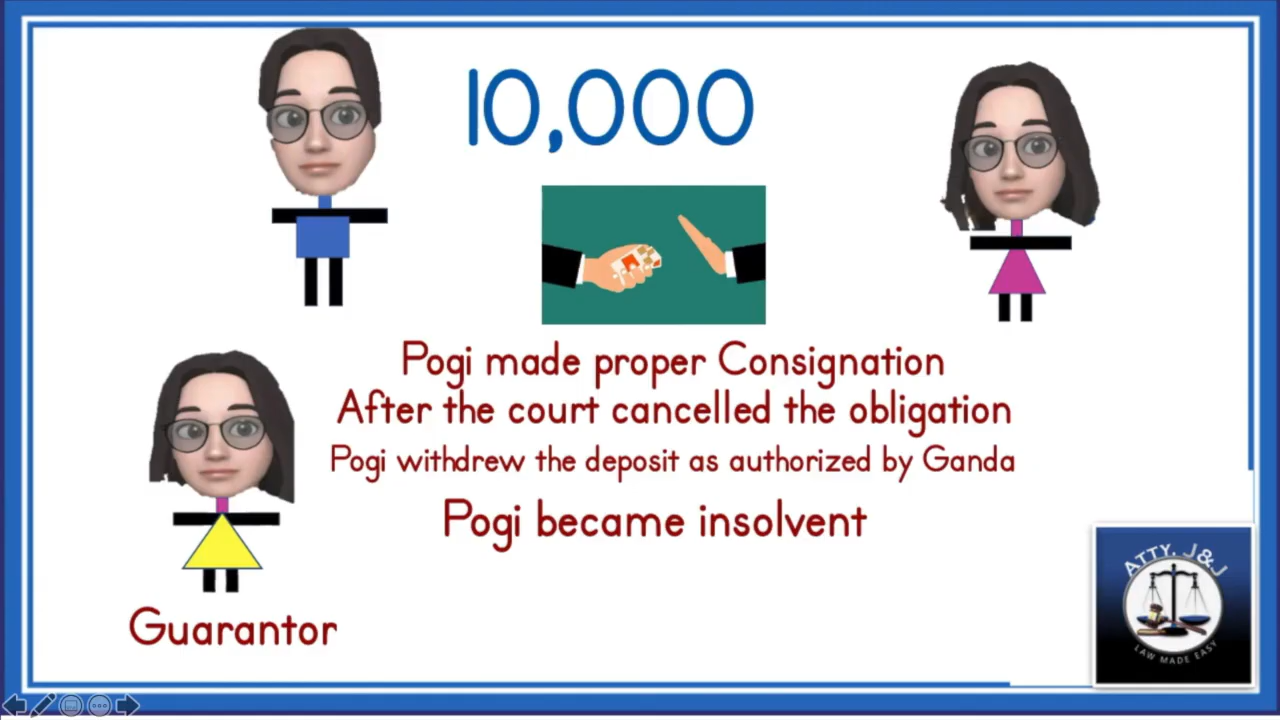 10,000
Pogi made proper Consignation
After the court cancelled the obligation
Pogi withdrew the deposit as authorized by Ganda
Pogi became insolvent
Guarantor
ATTY. J&J
LAW MADE EASY